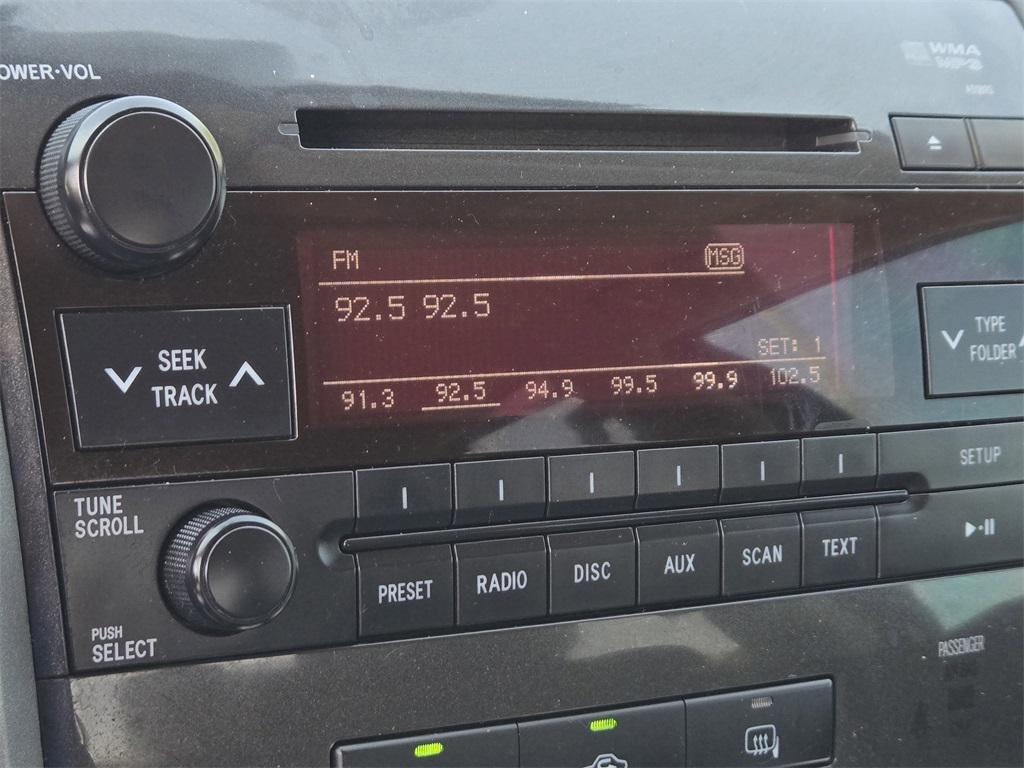 OWER·VOL
WMA
MP3
FM MSG
92.5 92.5
SET: 1
91.3 92.5 94.9 99.5 99.9 102.5
SEEK
TRACK
TYPE
FOLDER
TUNE
SCROLL
SETUP
PRESET RADIO DISC AUX SCAN TEXT
PUSH
SELECT
PASSENGER